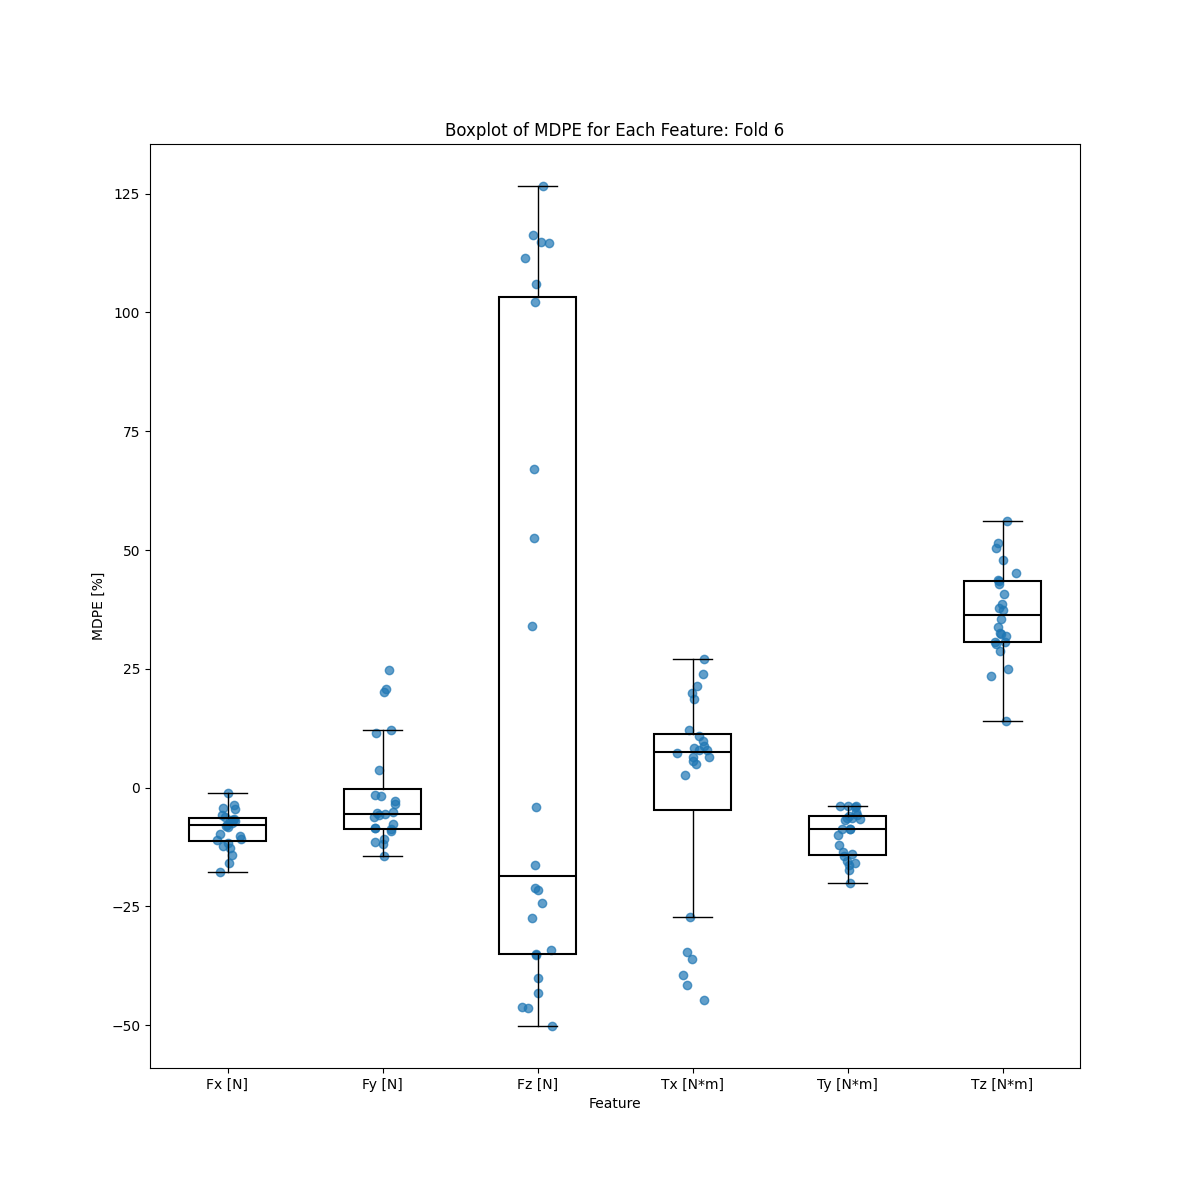 Boxplot of MDPE for Each Feature: Fold 6
MDPE [%]
125
100
75
50
25
0
−25
−50
Fx [N] Fy [N] Fz [N] Tx [N*m] Ty [N*m] Tz [N*m]
Feature